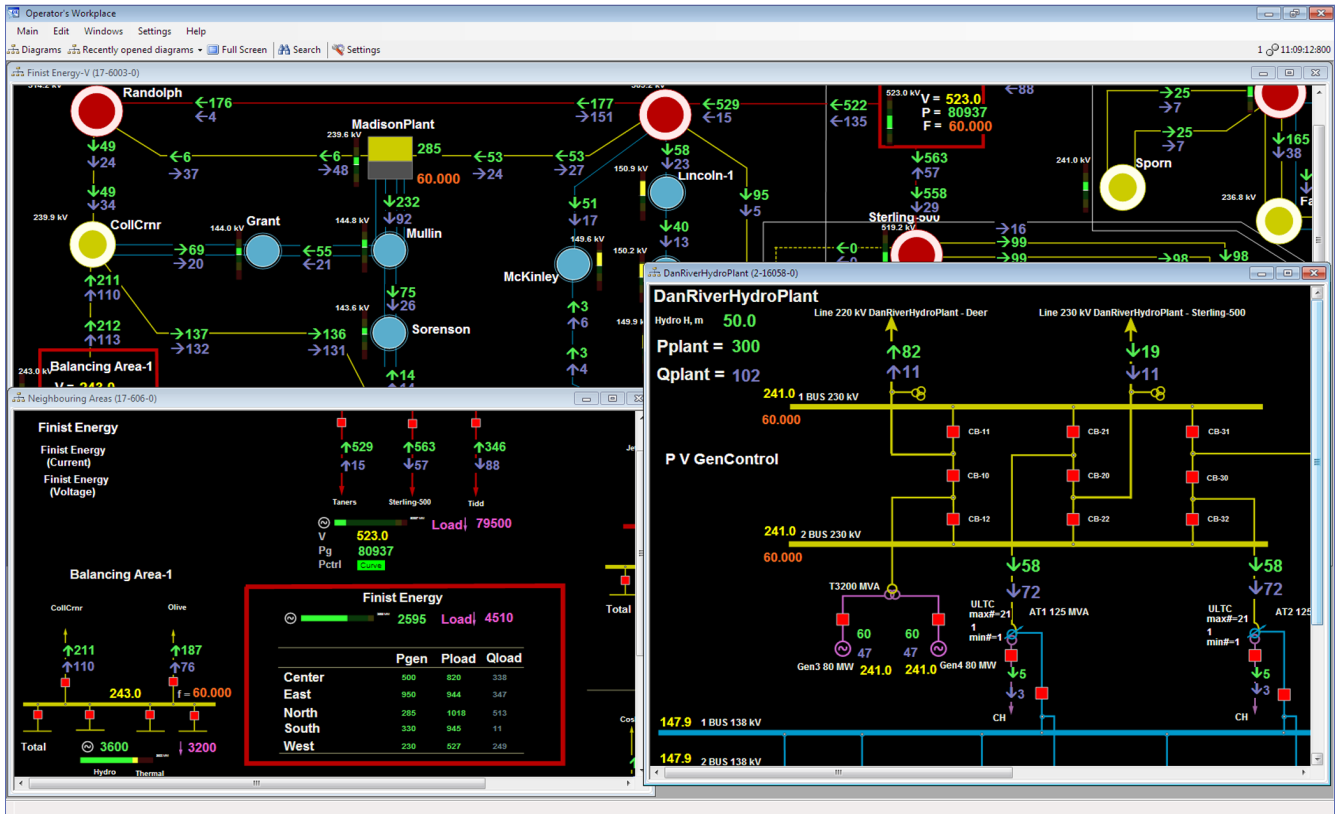 Operator's Workplace
Main Edit Windows Settings Help
Diagrams Recently opened diagrams Full Screen Search Settings
1 11:09:12:800
Finist Energy-V (17-6003-0)
Randolph
←176
←4
←177
→151
←529
←15
←522
←135
523.0 kV
V = 523.0
P = 80937
F = 60.000
←88
→25
→7
→25
→7
MadisonPlant
239.6 kV
285
60.000
↓49
↓24
←6
→37
←6
→48
←53
→24
←53
→27
↓58
↓23
150.9 kV
Lincoln-1
↓563
↑57
241.0 kV
Sporn
↓165
↓38
↓49
↓34
239.9 kV
CollCrnr
↓232
↓92
↓51
↓17
↓95
↓5
↓558
↓29
236.8 kV
Grant
144.0 kV
144.8 kV
Mullin
↓40
↓13
Sterling-500
519.2 kV
→16
←99
←99
→98
↓98
→69
→20
←55
←21
149.6 kV
150.2 kV
McKinley
←0
↑211
↑110
↓75
↓26
143.6 kV
Sorenson
↑3
↑6
149.9
↑212
↑113
→137
→132
→136
→131
↑3
↑4
243.0 kV
Balancing Area-1
V = 243.0
↑14
Neighbouring Areas (17-606-0)
Finist Energy
Finist Energy
(Current)
Finist Energy
(Voltage)
↑529
↑15
↓563
↓57
↑346
↓88
Taners
Sterling-500
Tidd
Load↓ 79500
V 523.0
Pg 80937
Pctrl Curve
Balancing Area-1
CollCrnr
Olive
↑211
↑110
↑187
↑76
243.0
f = 60.000
Total
3600
↓ 3200
Hydro Thermal
Finist Energy
2595 Load↓ 4510
Pgen Pload Qload
Center 500 820 338
East 950 944 347
North 285 1018 513
South 330 945 11
West 230 527 249
Total
DanRiverHydroPlant (2-16058-0)
DanRiverHydroPlant
Hydro H, m 50.0
Pplant = 300
Qplant = 102
Line 220 kV DanRiverHydroPlant - Deer
Line 230 kV DanRiverHydroPlant - Sterling-500
↑82
↑11
↓19
↓11
241.0 1 BUS 230 kV
60.000
CB-11
CB-21
CB-31
P V GenControl
CB-10
CB-20
CB-30
CB-12
CB-22
CB-32
241.0 2 BUS 230 kV
60.000
↓58
↓72
↓58
↓72
T3200 MVA
ULTC
max#=21
1
min#=1
AT1 125 MVA
ULTC
max#=21
1
min#=1
AT2 125
60
47
60
47
Gen3 80 MW
241.0
241.0
Gen4 80 MW
↓5
↓3
CH
↓5
↓3
CH
147.9 1 BUS 138 kV
147.9 2 BUS 138 kV